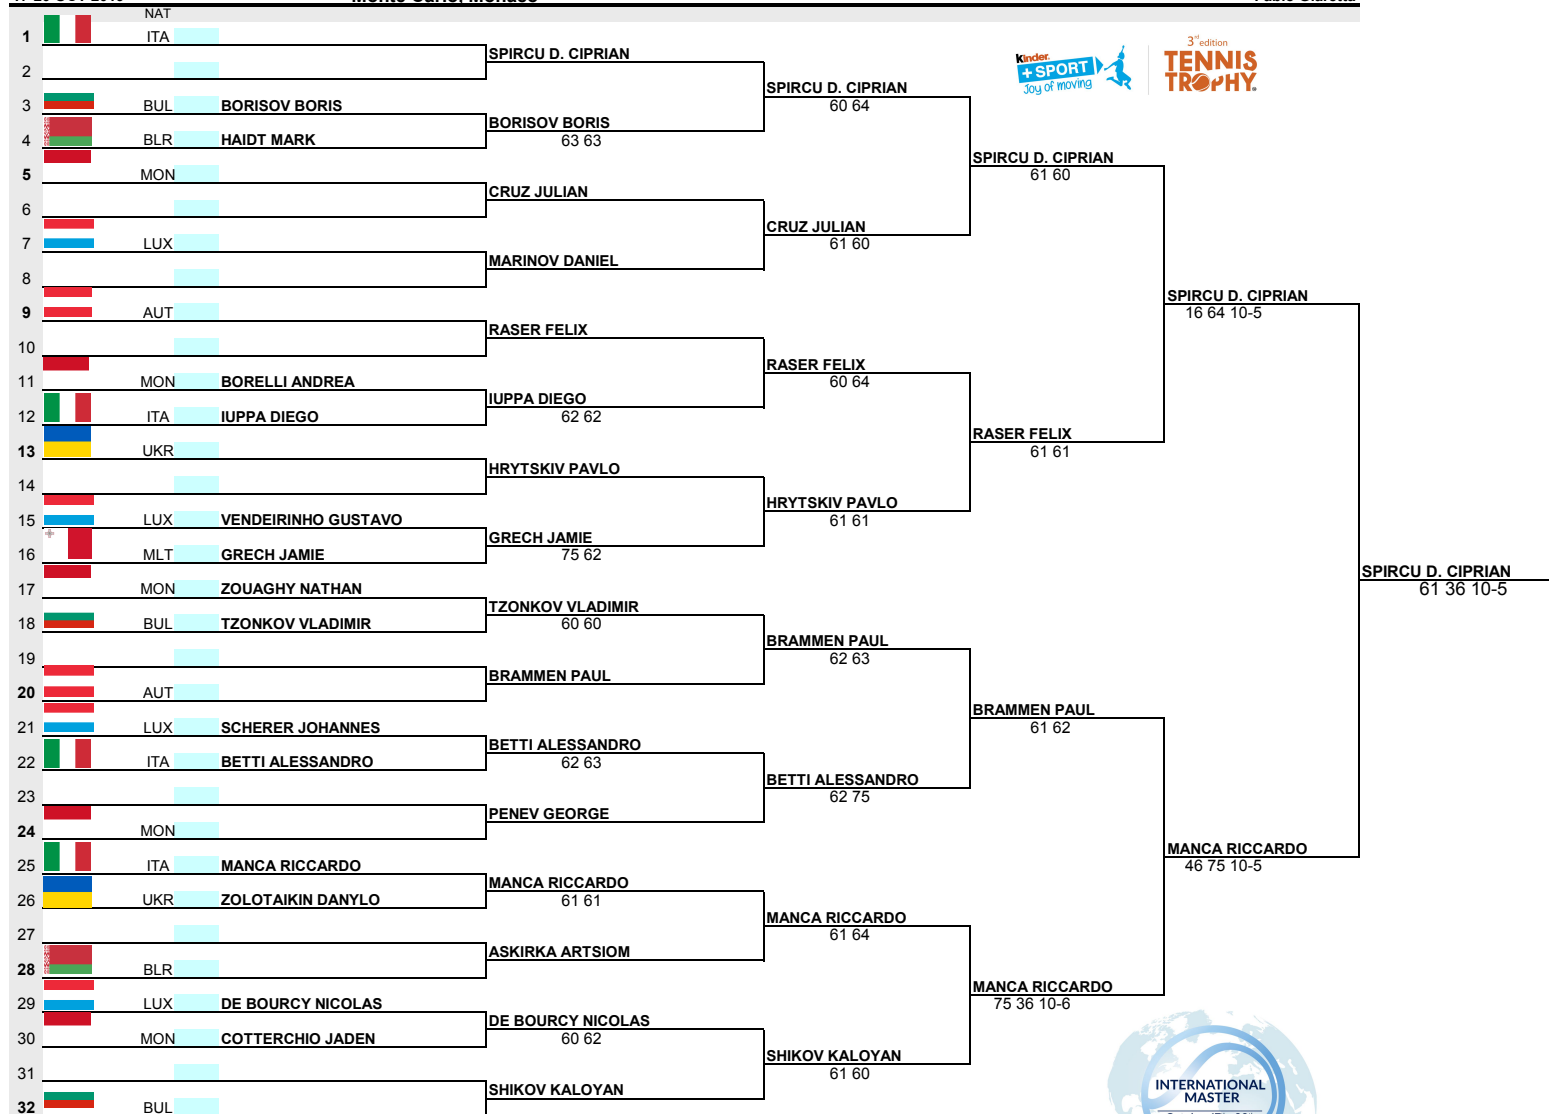 NAT
1 ITA
SPIRCU D. CIPRIAN
2
SPIRCU D. CIPRIAN
60 64
3 BUL BORISOV BORIS
BORISOV BORIS
63 63
4 BLR HAIDT MARK
SPIRCU D. CIPRIAN
61 60
5 MON
CRUZ JULIAN
6
CRUZ JULIAN
61 60
7 LUX
MARINOV DANIEL
8
SPIRCU D. CIPRIAN
16 64 10-5
9 AUT
RASER FELIX
10
RASER FELIX
60 64
11 MON BORELLI ANDREA
IUPPA DIEGO
62 62
12 ITA IUPPA DIEGO
RASER FELIX
61 61
13 UKR
HRYTSKIV PAVLO
14
HRYTSKIV PAVLO
61 61
15 LUX VENDEIRINHO GUSTAVO
GRECH JAMIE
75 62
16 MLT GRECH JAMIE
SPIRCU D. CIPRIAN
61 36 10-5
17 MON ZOUAGHY NATHAN
TZONKOV VLADIMIR
60 60
18 BUL TZONKOV VLADIMIR
BRAMMEN PAUL
62 63
19
BRAMMEN PAUL
20 AUT
BRAMMEN PAUL
61 62
21 LUX SCHERER JOHANNES
BETTI ALESSANDRO
62 63
22 ITA BETTI ALESSANDRO
BETTI ALESSANDRO
62 75
23
PENEV GEORGE
24 MON
MANCA RICCARDO
46 75 10-5
25 ITA MANCA RICCARDO
MANCA RICCARDO
61 61
26 UKR ZOLOTAIKIN DANYLO
MANCA RICCARDO
61 64
27
ASKIRKA ARTSIOM
28 BLR
MANCA RICCARDO
75 36 10-6
29 LUX DE BOURCY NICOLAS
DE BOURCY NICOLAS
60 62
30 MON COTTERCHIO JADEN
SHIKOV KALOYAN
61 60
31
SHIKOV KALOYAN
32 BUL
kinder
+SPORT
Joy of moving
3rd edition
TENNIS
TROPHY
INTERNATIONAL
MASTER